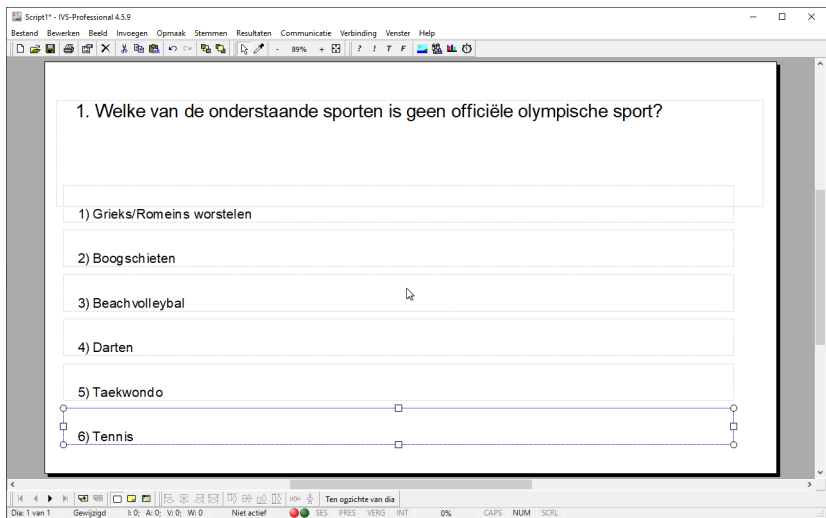 Script1* - IVS-Professional 4.5.9
Bestand Bewerken Beeld Invoegen Opmaak Stemmen Resultaten Communicatie Verbinding Venster Help
- 89% + ? ! T F
1. Welke van de onderstaande sporten is geen officiële olympische sport?
1) Grieks/Romeins worstelen
2) Boogschieten
3) Beachvolleybal
4) Darten
5) Taekwondo
6) Tennis
Ten opzichte van dia
Dia: 1 van 1 Gewijzigd I: 0; A: 0; V: 0; W: 0 Niet actief SES PRES VERG INT 0% CAPS NUM SCRL